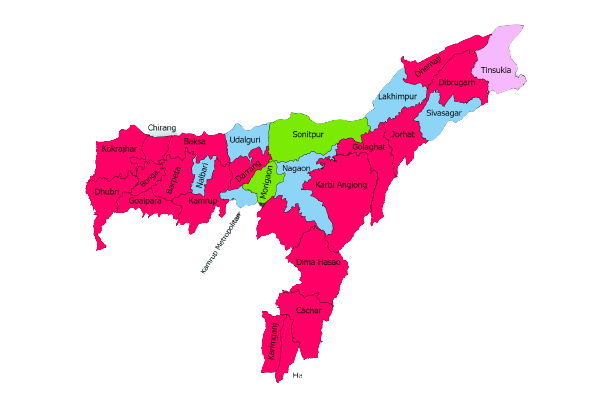 Dhemaji
Tinsukia
Dibrugarh
Lakhimpur
Sivasagar
Chirang
Sonitpur
Jorhat
Udalguri
Baksa
Kokrajhar
Golaghat
Darrang
Nagaon
Morigaon
Nalbari
Barpeta
Karbi Anglong
Dhubri
Goalpara
Kamrup
Kamrup Metropolitan
Dima Hasao
Cachar
Karimganj
Ha